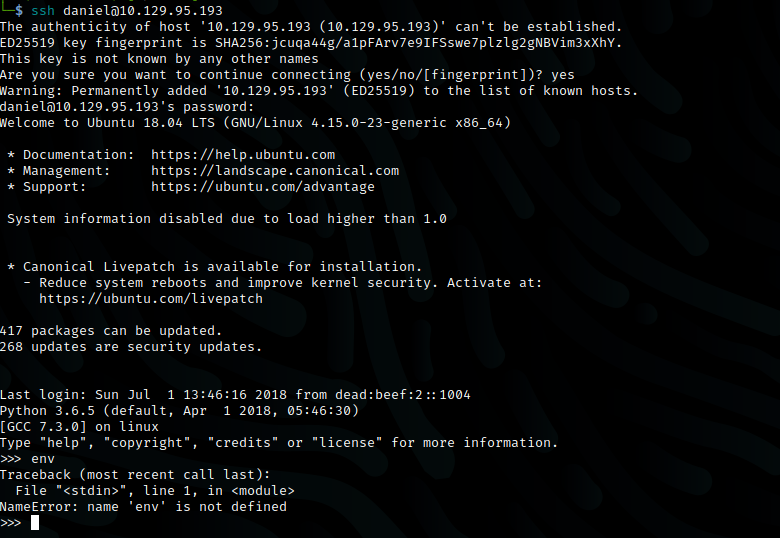 └─$ ssh daniel@10.129.95.193
The authenticity of host '10.129.95.193 (10.129.95.193)' can't be established.
ED25519 key fingerprint is SHA256:jcuqa44g/a1pFArv7e9IFSswe7plzlg2gNBVim3xXhY.
This key is not known by any other names
Are you sure you want to continue connecting (yes/no/[fingerprint])? yes
Warning: Permanently added '10.129.95.193' (ED25519) to the list of known hosts.
daniel@10.129.95.193's password:
Welcome to Ubuntu 18.04 LTS (GNU/Linux 4.15.0-23-generic x86_64)
* Documentation:  https://help.ubuntu.com
* Management:     https://landscape.canonical.com
* Support:        https://ubuntu.com/advantage
System information disabled due to load higher than 1.0
* Canonical Livepatch is available for installation.
- Reduce system reboots and improve kernel security. Activate at:
https://ubuntu.com/livepatch
417 packages can be updated.
268 updates are security updates.
Last login: Sun Jul  1 13:46:16 2018 from dead:beef:2::1004
Python 3.6.5 (default, Apr  1 2018, 05:46:30)
[GCC 7.3.0] on linux
Type "help", "copyright", "credits" or "license" for more information.
>>> env
Traceback (most recent call last):
File "<stdin>", line 1, in <module>
NameError: name 'env' is not defined
>>>